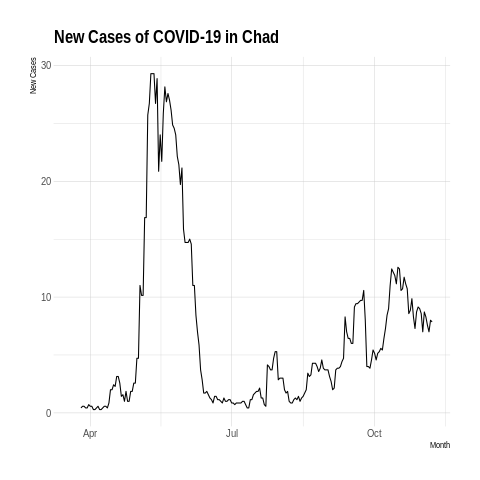 New Cases of COVID-19 in Chad
New Cases
30
20
10
0
Apr
Jul
Oct
Month